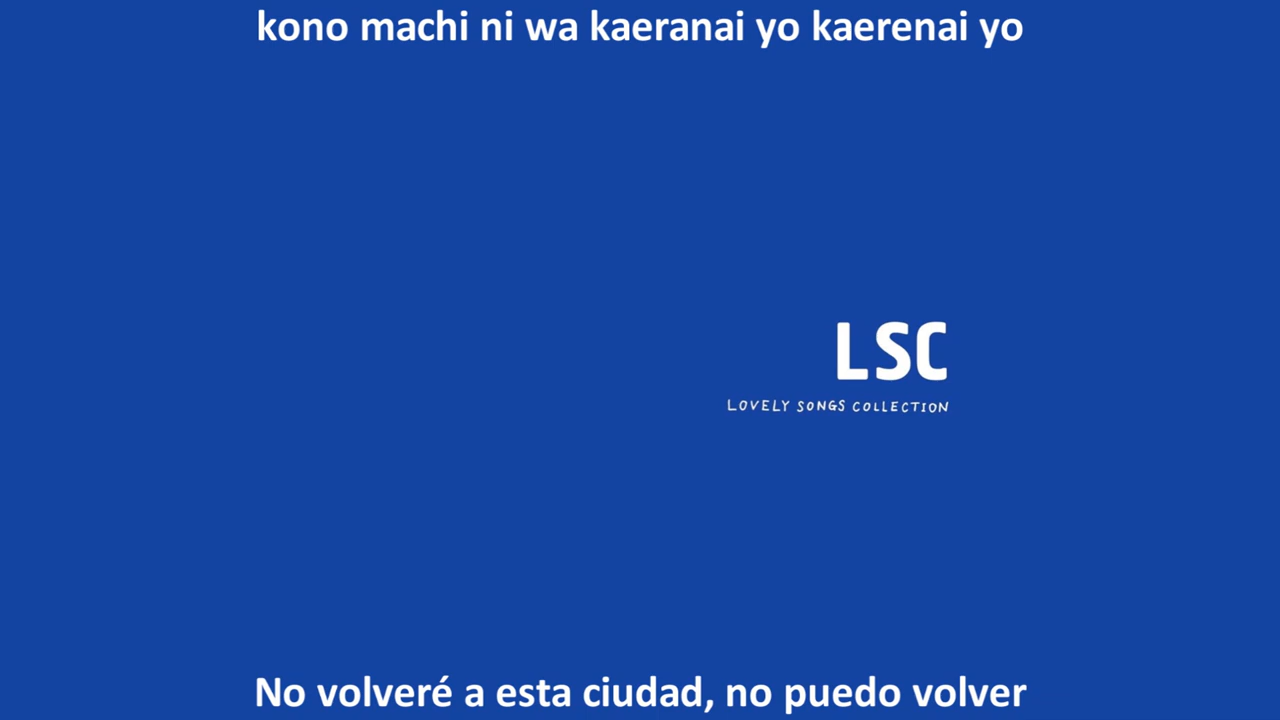 kono machi ni wa kaeranai yo kaerenai yo
LSC
LOVELY SONGS COLLECTION
No volveré a esta ciudad, no puedo volver